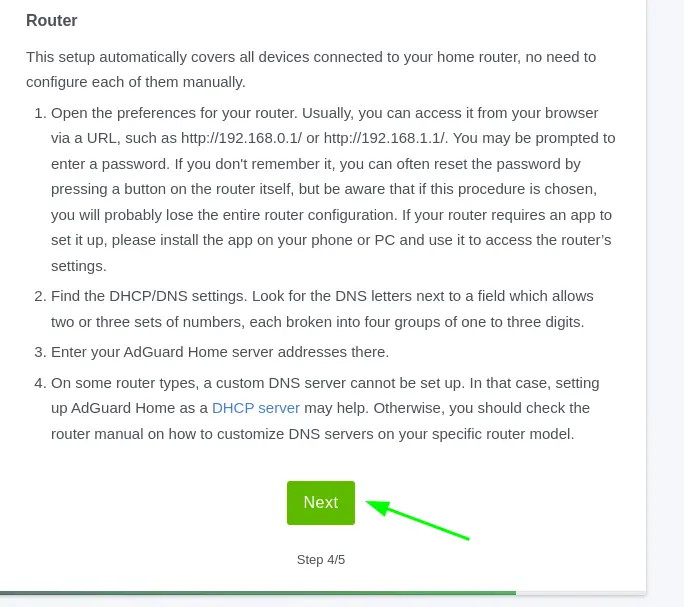 Router
This setup automatically covers all devices connected to your home router, no need to
configure each of them manually.
1. Open the preferences for your router. Usually, you can access it from your browser
via a URL, such as http://192.168.0.1/ or http://192.168.1.1/. You may be prompted to
enter a password. If you don't remember it, you can often reset the password by
pressing a button on the router itself, but be aware that if this procedure is chosen,
you will probably lose the entire router configuration. If your router requires an app to
set it up, please install the app on your phone or PC and use it to access the router’s
settings.
2. Find the DHCP/DNS settings. Look for the DNS letters next to a field which allows
two or three sets of numbers, each broken into four groups of one to three digits.
3. Enter your AdGuard Home server addresses there.
4. On some router types, a custom DNS server cannot be set up. In that case, setting
up AdGuard Home as a DHCP server may help. Otherwise, you should check the
router manual on how to customize DNS servers on your specific router model.
Next
Step 4/5